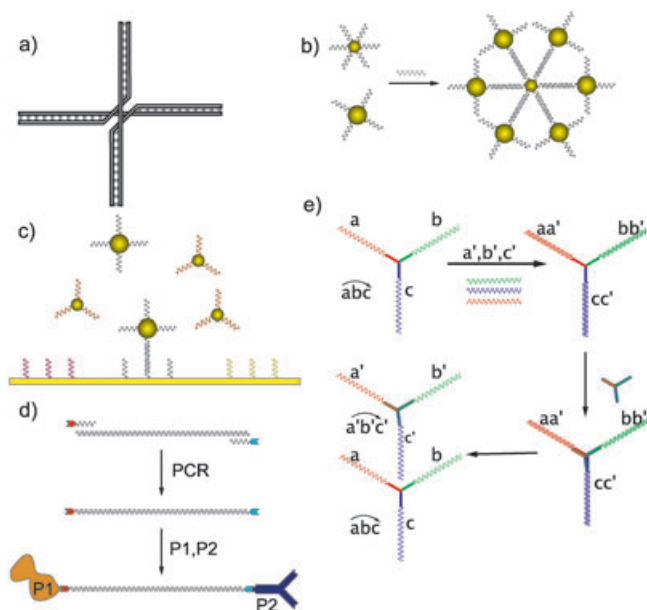 a)
b)
c)
d)
PCR
P1,P2
P1
P2
e)
a
b
abc
c
a',b',c'
aa'
bb'
cc'
aa'
bb'
cc'
a'
b'
a'b'c'
c'
a
b
abc
c